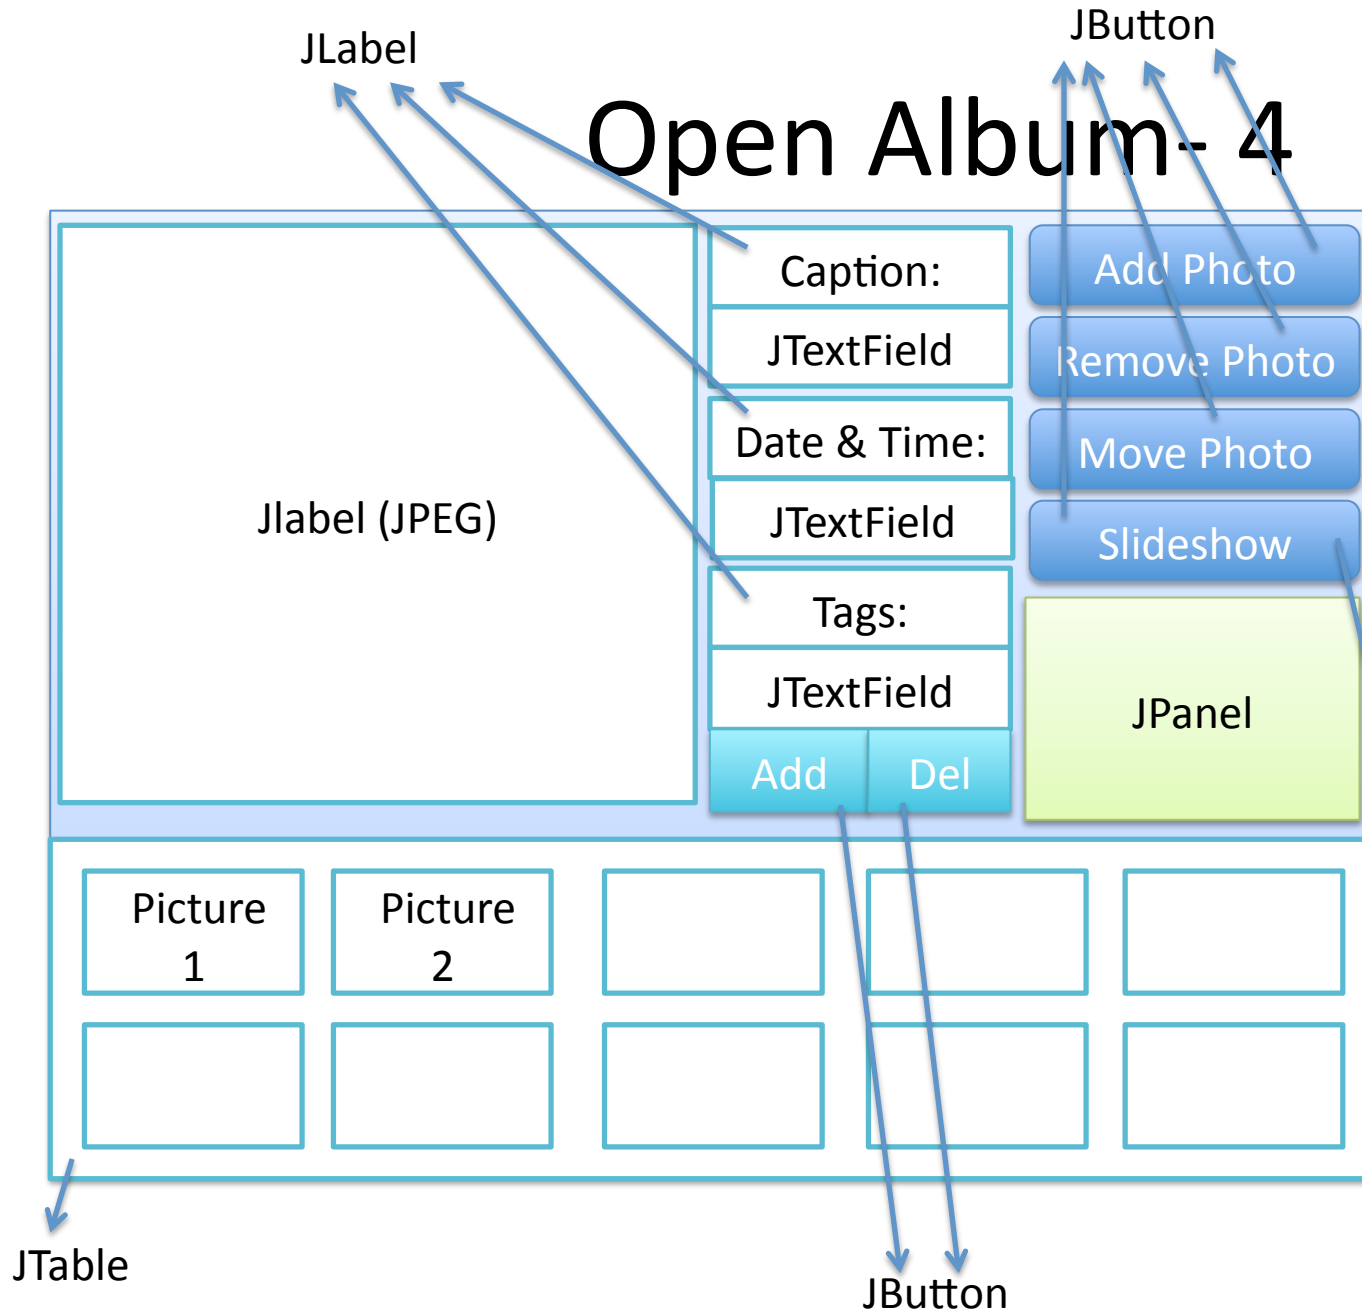 JLabel
JButton
Open Album- 4
Caption:
JTextField
Date & Time:
JTextField
Tags:
JTextField
Add
Del
Add Photo
Remove Photo
Move Photo
Slideshow
JPanel
Jlabel (JPEG)
Picture
1
Picture
2
JTable
JButton